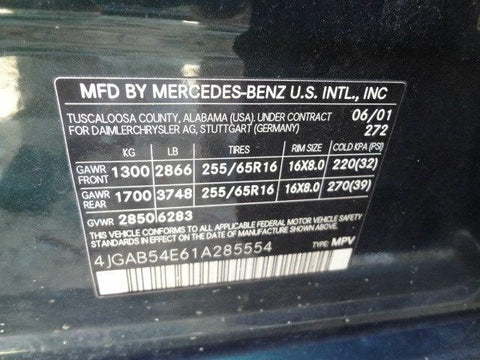 MFD BY MERCEDES-BENZ U.S. INTL., INC
TUSCALOOSA COUNTY, ALABAMA (USA). UNDER CONTRACT 06/01
FOR DAIMLERCHRYSLER AG, STUTTGART (GERMANY) 272
KG LB TIRES RIM SIZE COLD KPA (PSI)
GAWR FRONT 1300 2866 255/65R16 16X8.0 220(32)
GAWR REAR 1700 3748 255/65R16 16X8.0 270(39)
GVWR 2850 6283
THIS VEHICLE CONFORMS TO ALL APPLICABLE FEDERAL MOTOR VEHICLE SAFETY
STANDARDS IN EFFECT ON THE DATE OF MANUFACTURE SHOWN ABOVE.
4JGAB54E61A285554 TYPE: MPV